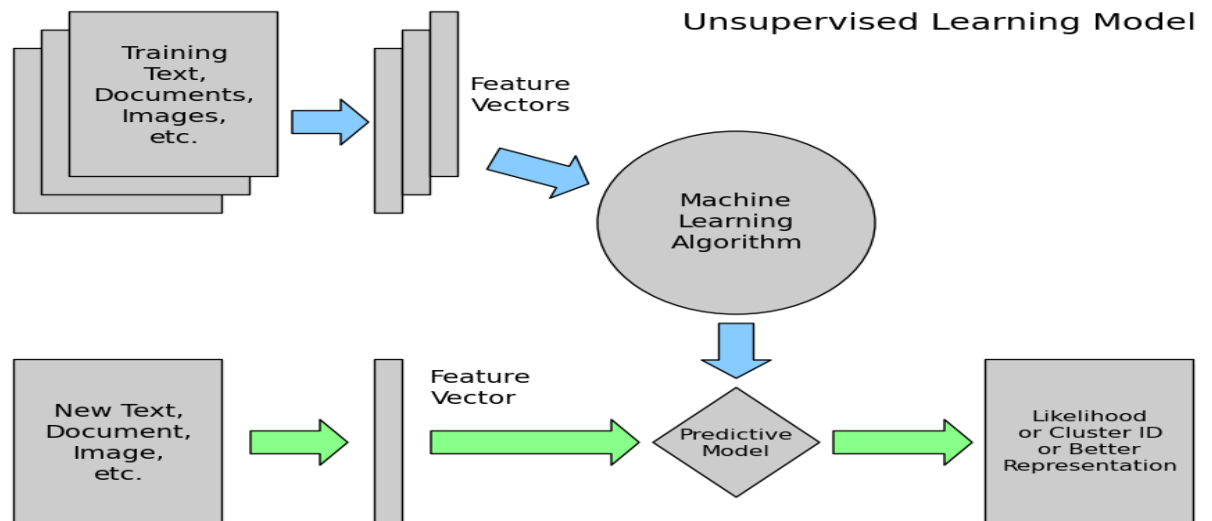 Unsupervised Learning Model
Training
Text,
Documents,
Images,
etc.
Feature
Vectors
Machine
Learning
Algorithm
New Text,
Document,
Image,
etc.
Feature
Vector
Predictive
Model
Likelihood
or Cluster ID
or Better
Representation